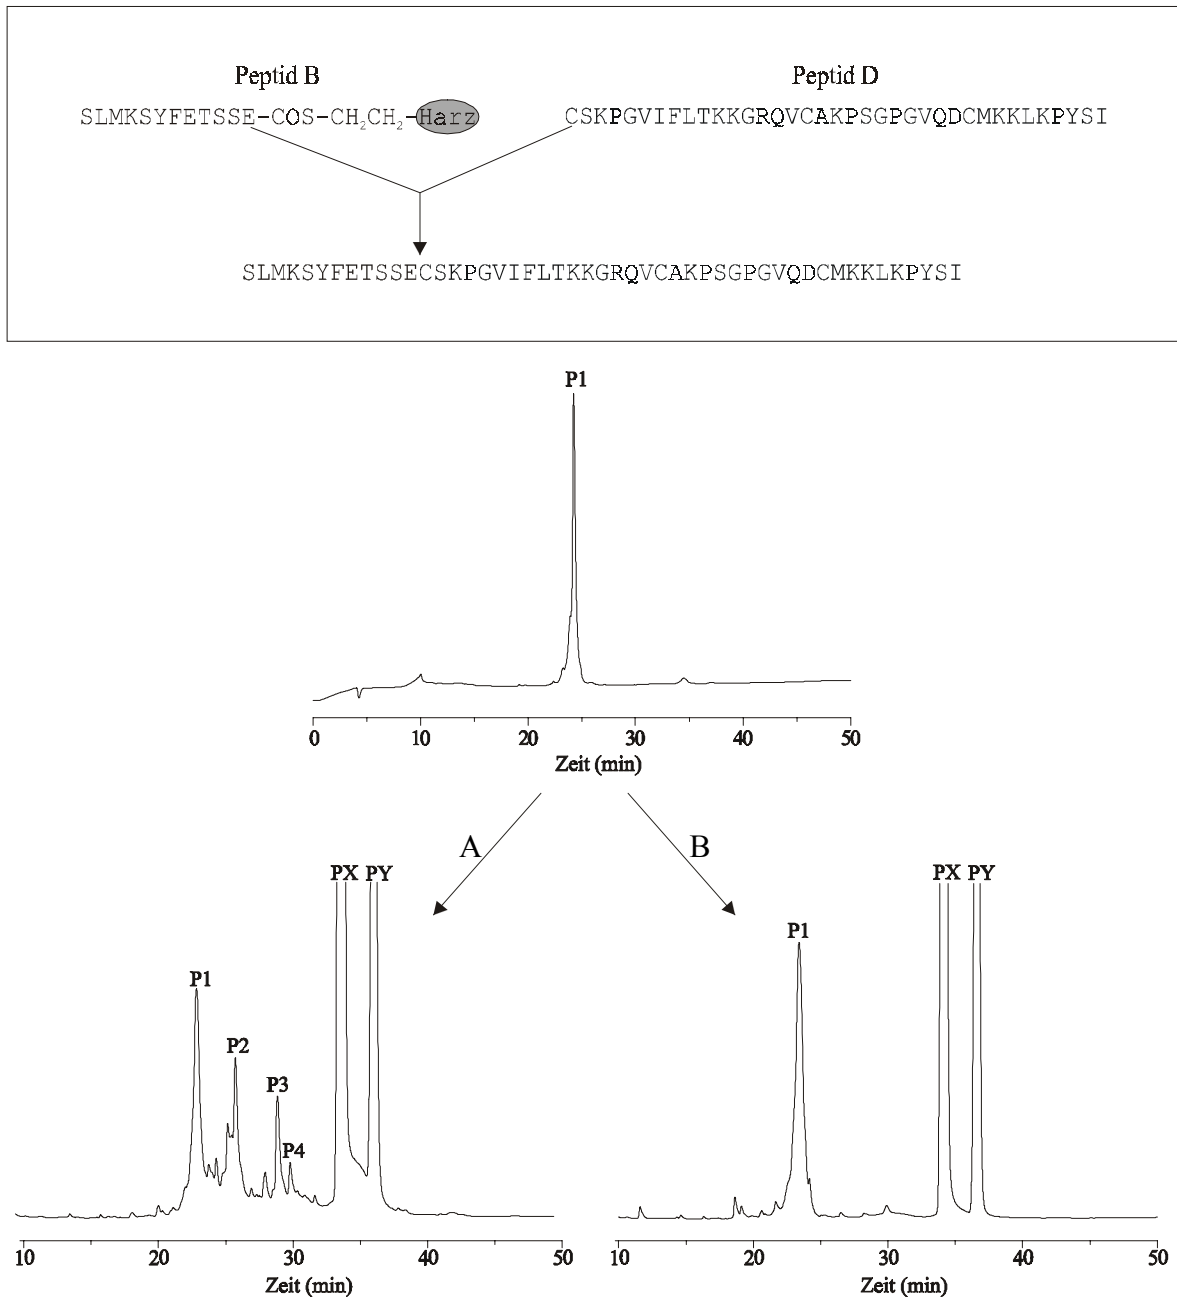 Peptid B
Peptid D
SLMKSYFETSSE-COS-CH2CH2-Harz
CSKPGVIFLTKKGRQVCAKPSGPGVQDCMKKLKPYSI
SLMKSYFETSSECSKPGVIFLTKKGRQVCAKPSGPGVQDCMKKLKPYSI
P1
0 10 20 30 40 50
Zeit (min)
A
B
PX PY
P1
P2
P3
P4
10 20 30 40 50
Zeit (min)
PX PY
P1
10 20 30 40 50
Zeit (min)